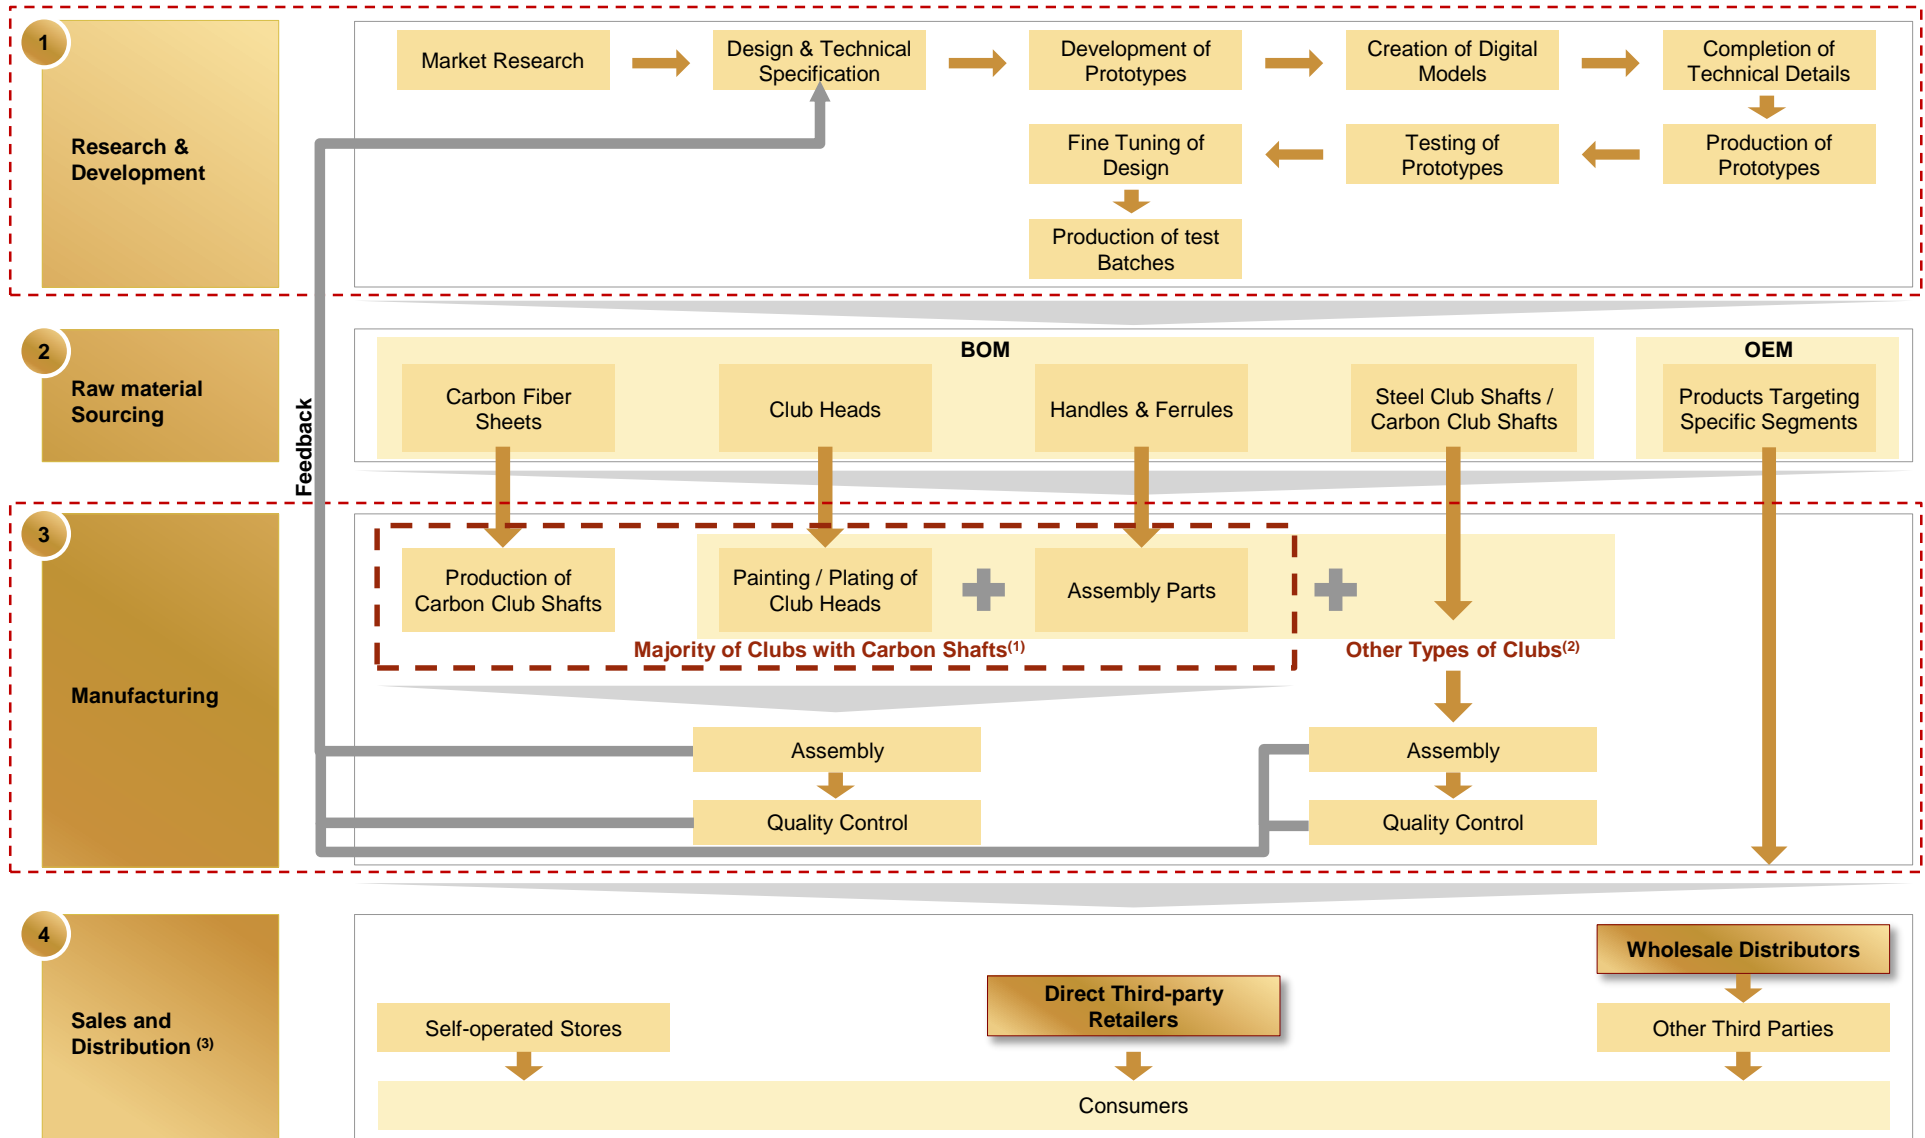 1
Research &
Development
Market Research
Design & Technical
Specification
Development of
Prototypes
Creation of Digital
Models
Completion of
Technical Details
Fine Tuning of
Design
Testing of
Prototypes
Production of
Prototypes
Production of test
Batches
2
Raw material
Sourcing
Feedback
BOM
OEM
Carbon Fiber
Sheets
Club Heads
Handles & Ferrules
Steel Club Shafts /
Carbon Club Shafts
Products Targeting
Specific Segments
3
Manufacturing
Production of
Carbon Club Shafts
Painting / Plating of
Club Heads
Assembly Parts
Majority of Clubs with Carbon Shafts(1)
Other Types of Clubs(2)
Assembly
Assembly
Quality Control
Quality Control
4
Sales and
Distribution (3)
Self-operated Stores
Direct Third-party
Retailers
Wholesale Distributors
Other Third Parties
Consumers